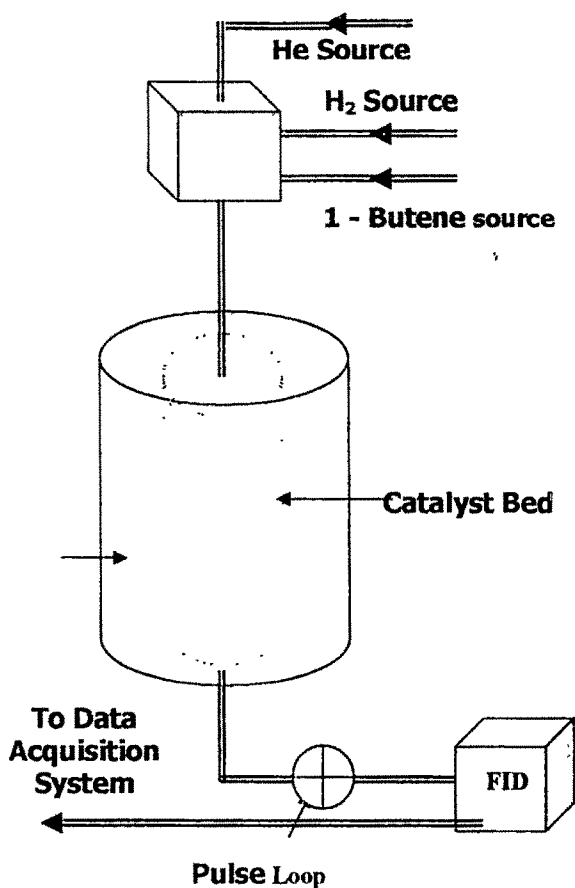 He Source
H₂ Source
1 - Butene source
Catalyst Bed
To Data
Acquisition
System
FID
Pulse Loop